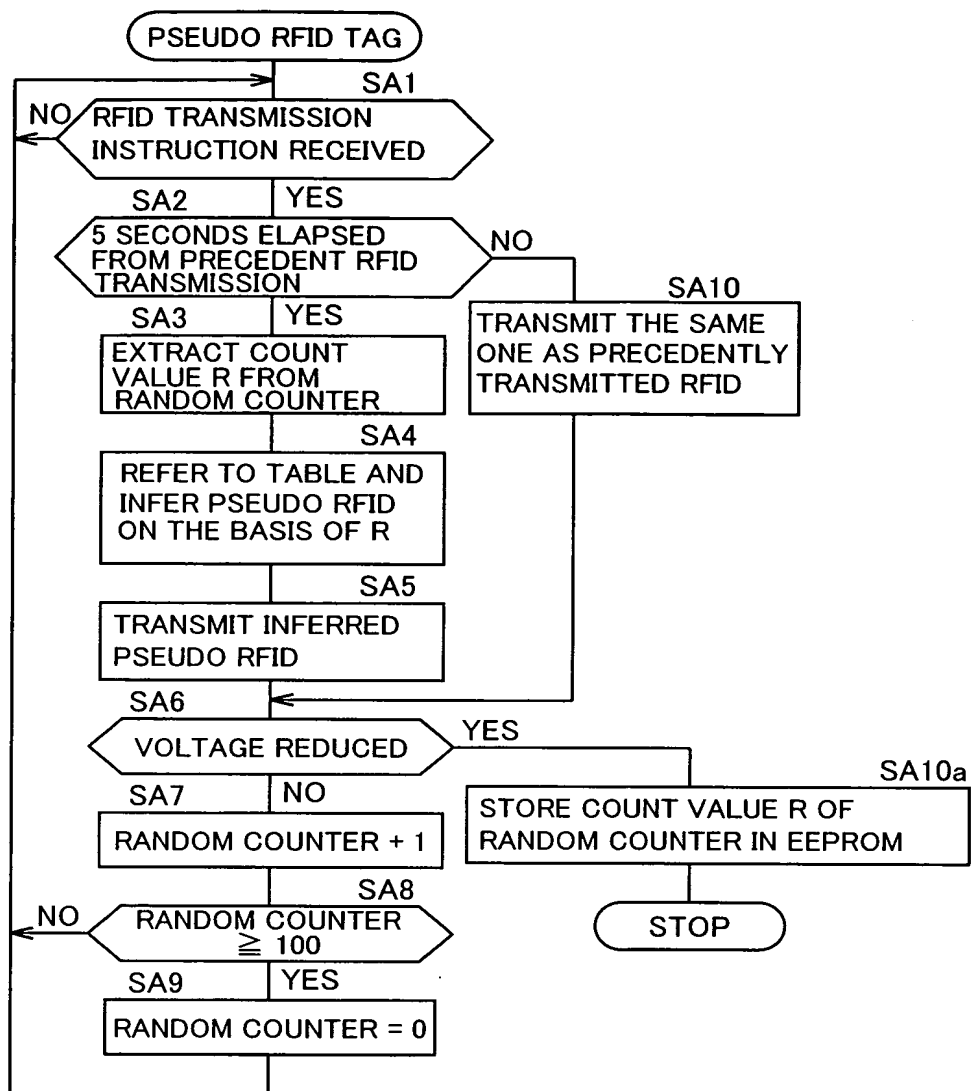 PSEUDO RFID TAG
SA1
NO
RFID TRANSMISSION
INSTRUCTION RECEIVED
SA2
YES
5 SECONDS ELAPSED
FROM PRECEDENT RFID
TRANSMISSION
NO
SA10
SA3
YES
TRANSMIT THE SAME
ONE AS PRECEDENTLY
TRANSMITTED RFID
EXTRACT COUNT
VALUE R FROM
RANDOM COUNTER
SA4
REFER TO TABLE AND
INFER PSEUDO RFID
ON THE BASIS OF R
SA5
TRANSMIT INFERRED
PSEUDO RFID
SA6
VOLTAGE REDUCED
YES
SA10a
SA7
NO
STORE COUNT VALUE R OF
RANDOM COUNTER IN EEPROM
RANDOM COUNTER + 1
SA8
NO
RANDOM COUNTER
≧ 100
STOP
SA9
YES
RANDOM COUNTER = 0